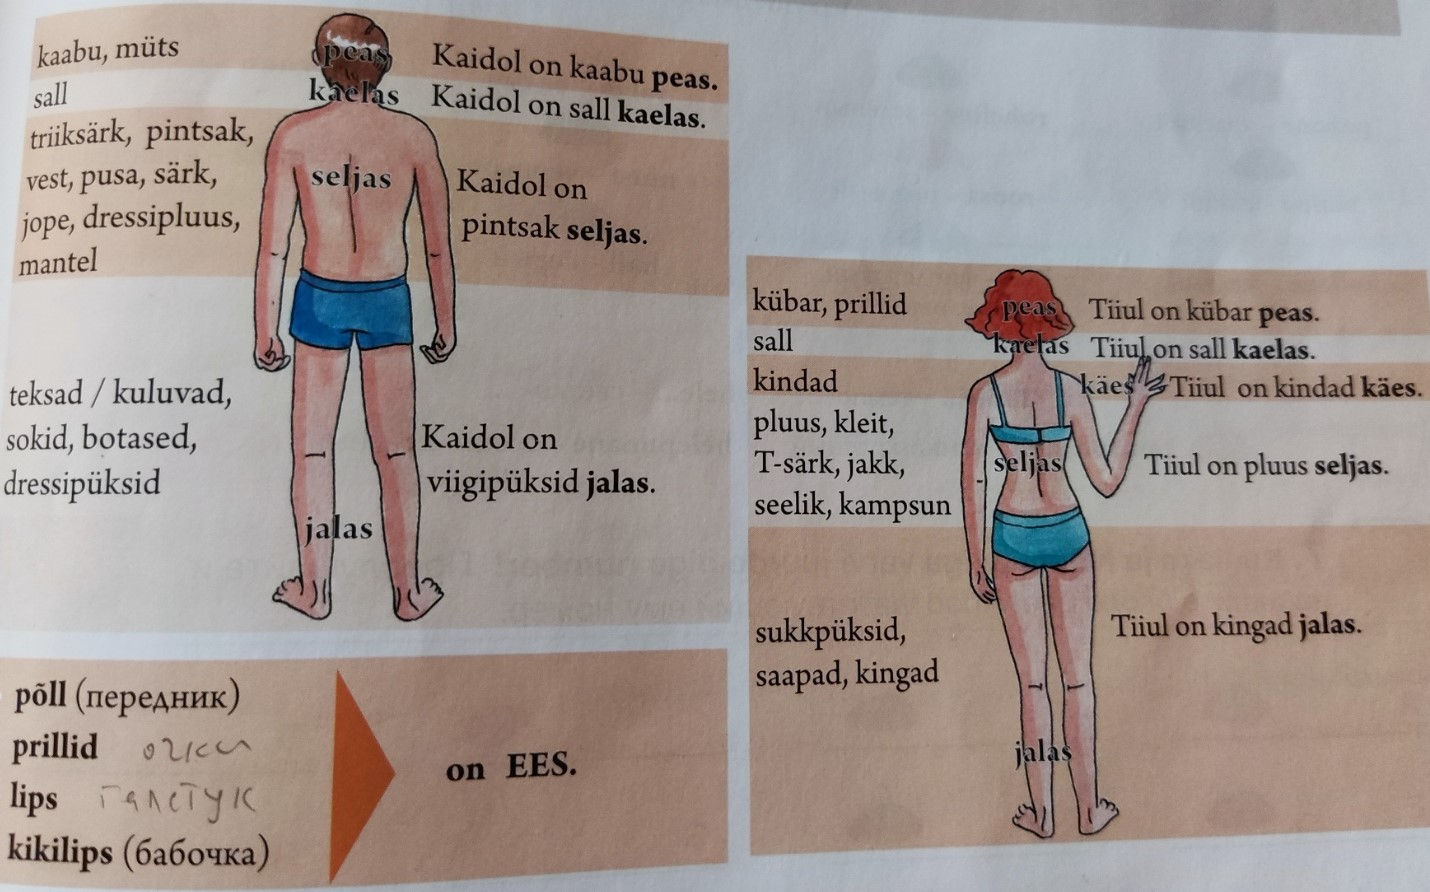 kaabu, müts
peas
Kaidol on kaabu peas.
sall
kaelas
Kaidol on sall kaelas.
triiksärk, pintsak,
vest, pusa, särk,
jope, dressipluus,
mantel
seljas
Kaidol on
pintsak seljas.
teksad / kuluvad,
sokid, botased,
dressipüksid
Kaidol on
viigipüksid jalas.
jalas
põll (передник)
prillid очки
lips галстук
kikilips (бабочка)
on EES.
kübar, prillid
peas
Tiiul on kübar peas.
sall
kaelas
Tiiul on sall kaelas.
kindad
käes
Tiiul on kindad käes.
pluus, kleit,
T-särk, jakk,
seelik, kampsun
seljas
Tiiul on pluus seljas.
sukkpüksid,
saapad, kingad
Tiiul on kingad jalas.
jalas